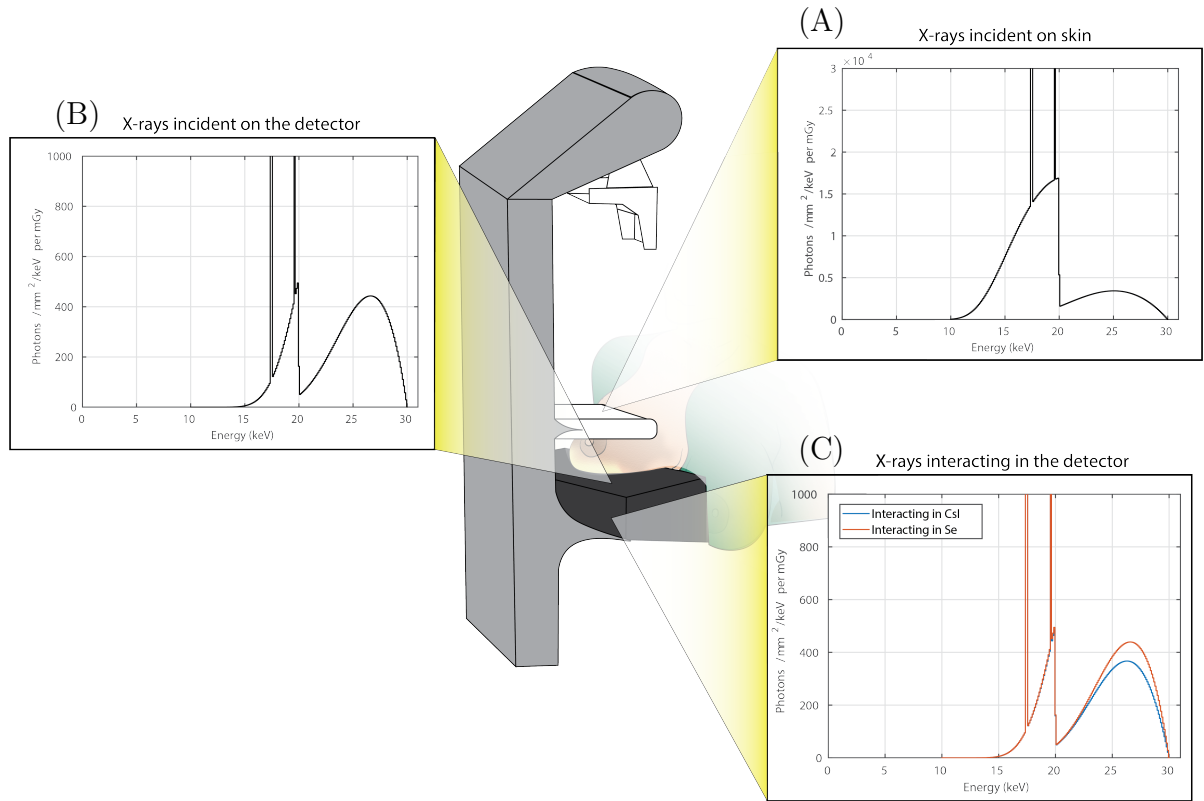 (A)
X-rays incident on skin
× 10 4
3
2.5
2
1.5
1
0.5
0
0 5 10 15 20 25 30
Photons /mm 2 /keV per mGy
Energy (keV)
(B)
X-rays incident on the detector
1000
800
600
400
200
0
0 5 10 15 20 25 30
Photons /mm 2 /keV per mGy
Energy (keV)
(C)
X-rays interacting in the detector
1000
800
600
400
200
0
0 5 10 15 20 25 30
Photons /mm 2 /keV per mGy
Energy (keV)
Interacting in CsI
Interacting in Se